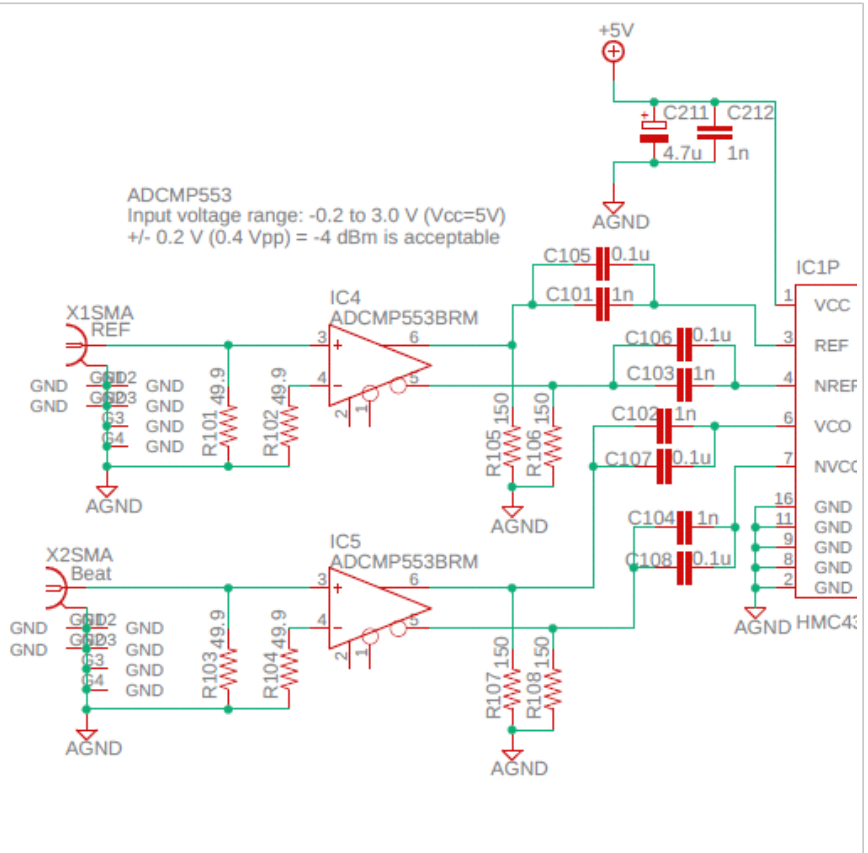 +5V
C211
C212
+
4.7u
1n
AGND
ADCMP553
Input voltage range: -0.2 to 3.0 V (Vcc=5V)
+/- 0.2 V (0.4 Vpp) = -4 dBm is acceptable
C105
0.1u
C101
1n
IC1P
1
VCC
X1SMA
REF
IC4
ADCMP553BRM
3
+
6
4
-
5
2
1
C106
0.1u
C103
1n
3
REF
4
NREF
GND
GND
GND
GND
G3
GND
G4
GND
AGND
R101
49.9
R102
49.9
R105
150
R106
150
AGND
C102
1n
C107
0.1u
6
VCO
7
NVCO
C104
1n
C108
0.1u
16
GND
11
GND
9
GND
8
GND
2
GND
AGND
HMC43
X2SMA
Beat
IC5
ADCMP553BRM
3
+
6
4
-
5
2
1
GND
GND
GND
GND
G3
GND
G4
GND
AGND
R103
49.9
R104
49.9
R107
150
R108
150
AGND